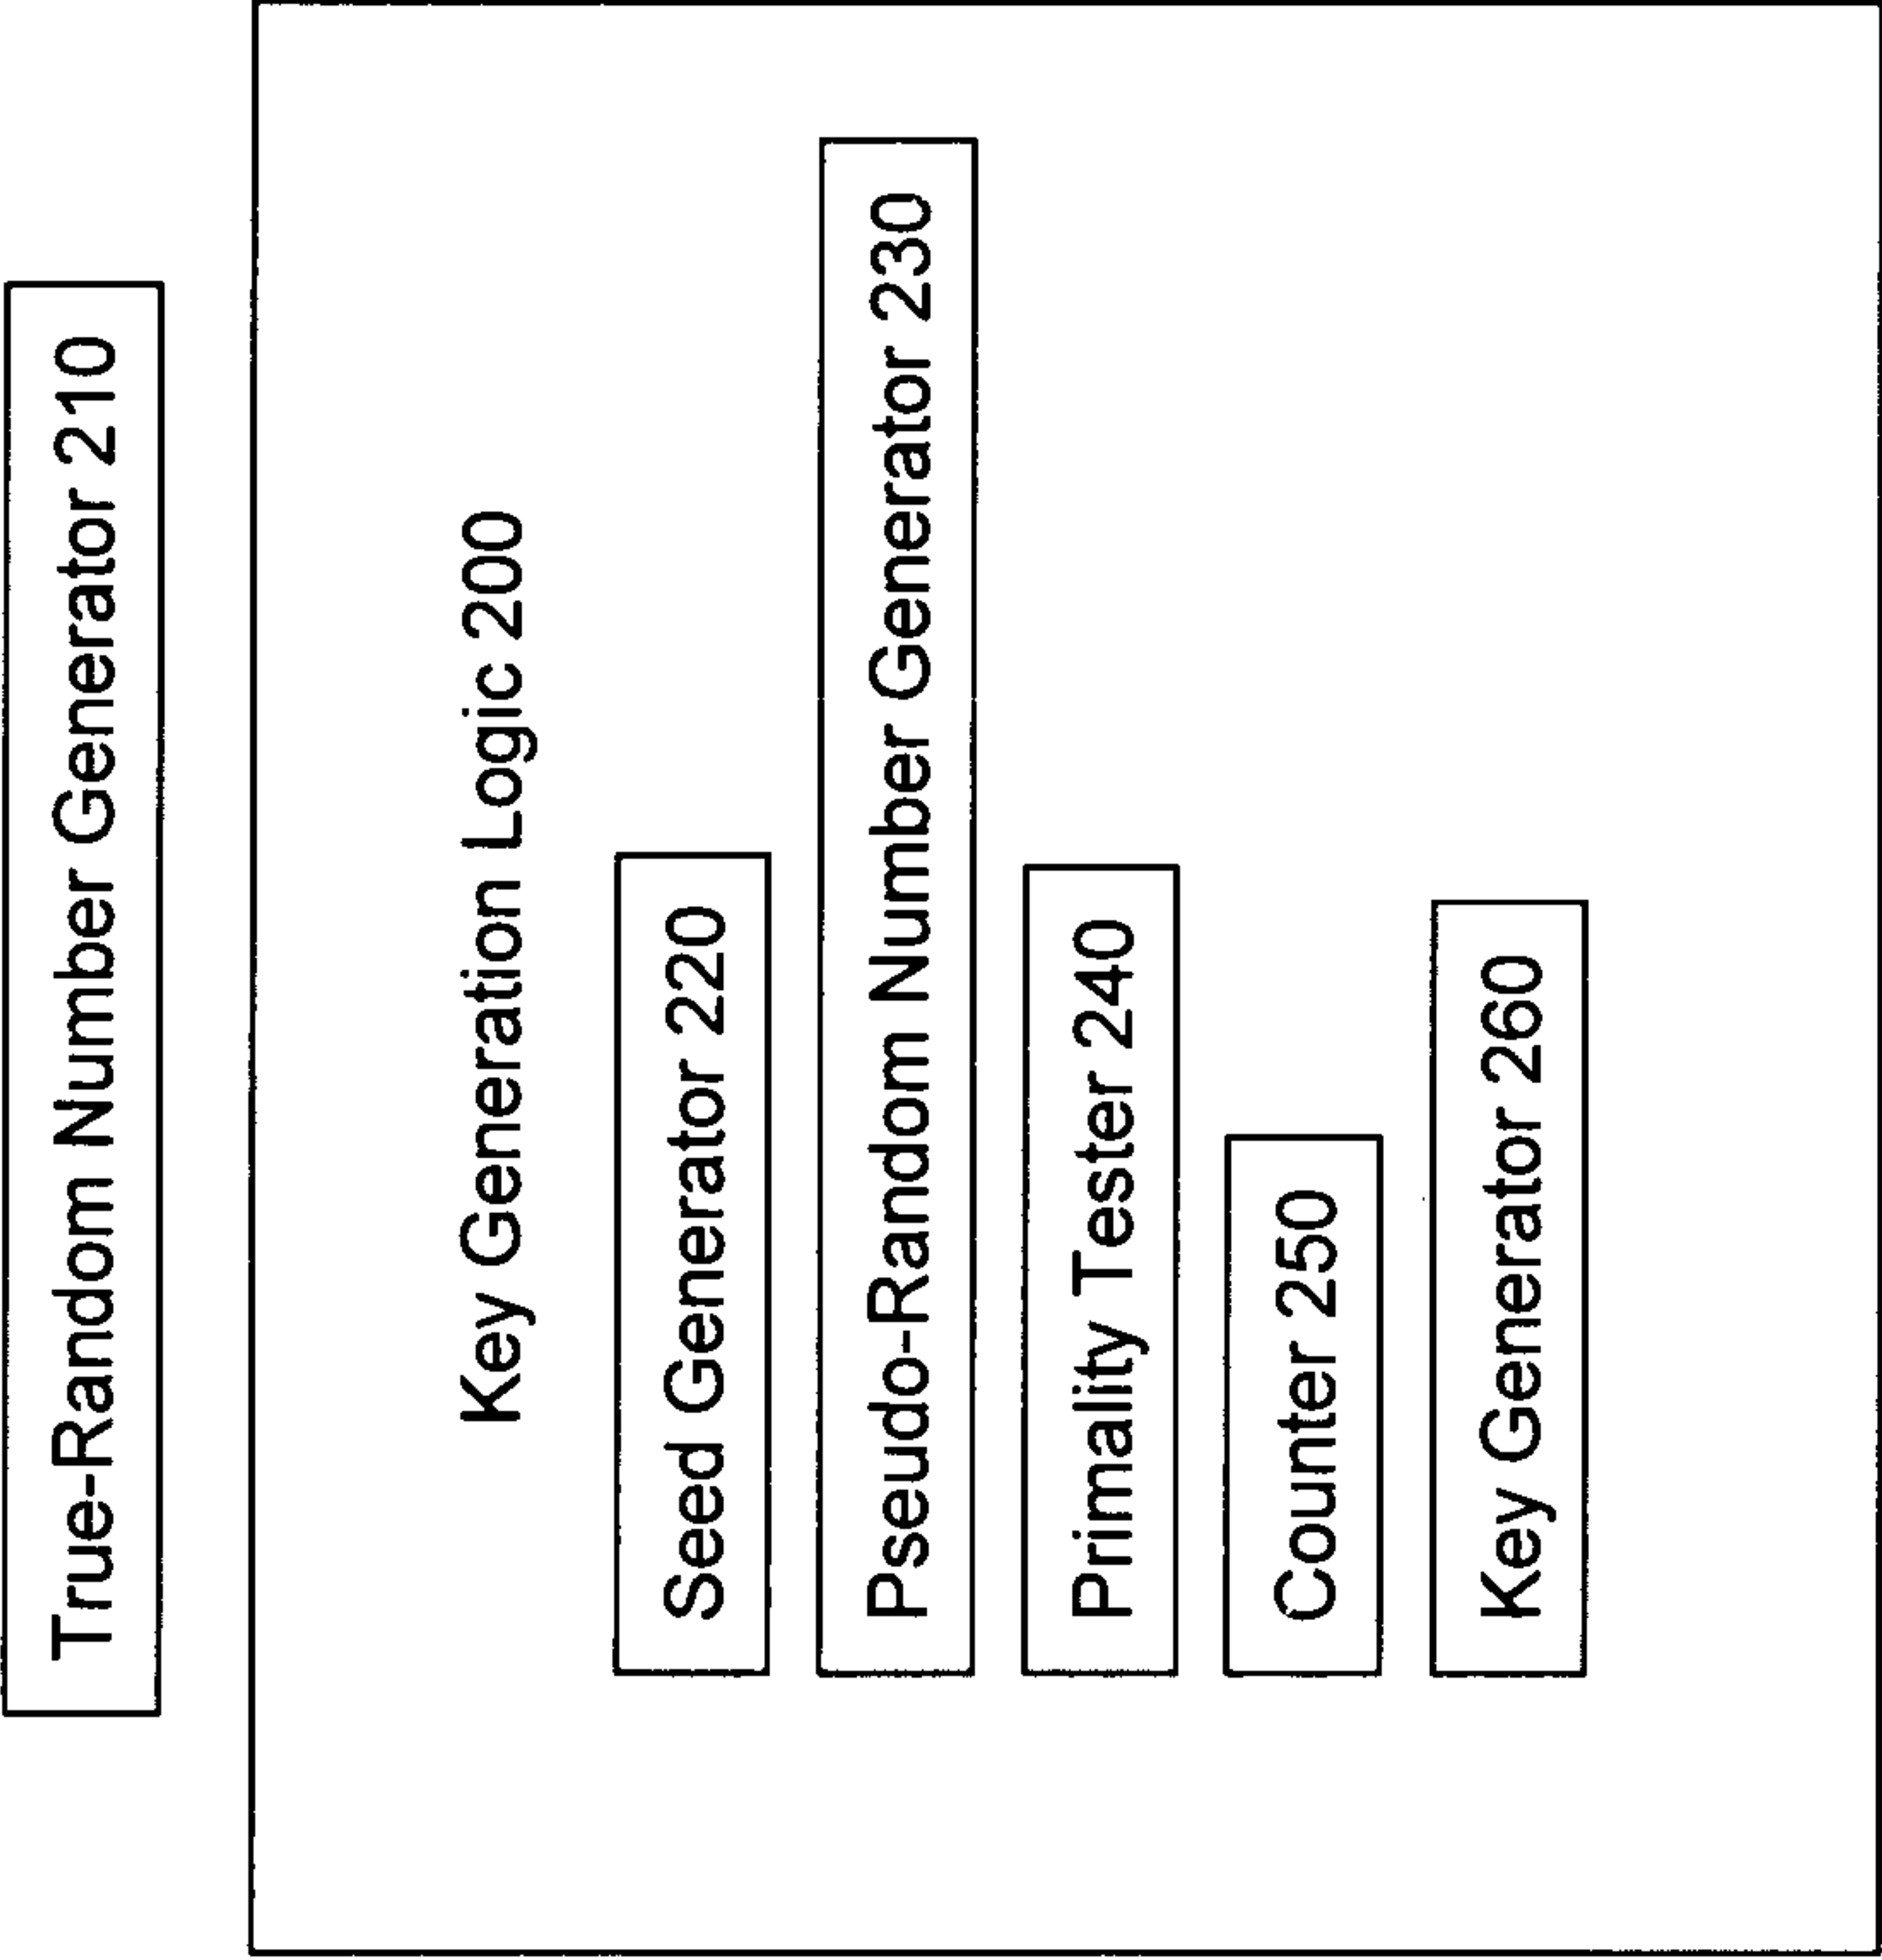 True-Random Number Generator 210
Key Generation Logic 200
Seed Generator 220
Pseudo-Random Number Generator 230
Primality Tester 240
Counter 250
Key Generator 260